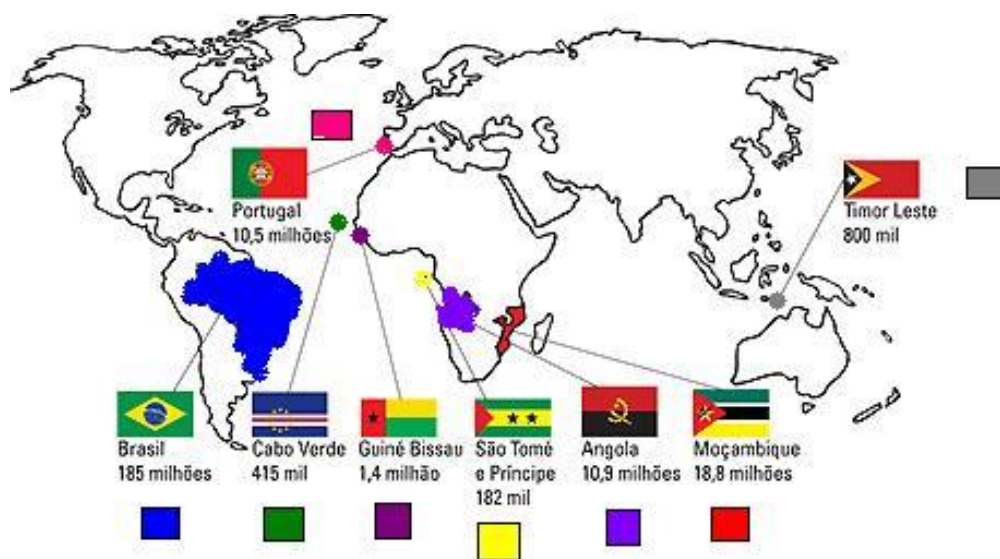 Portugal
10,5 milhões
Timor Leste
800 mil
Brasil
185 milhões
Cabo Verde
415 mil
Guiné Bissau
1,4 milhão
São Tomé
e Príncipe
182 mil
Angola
10,9 milhões
Moçambique
18,8 milhões